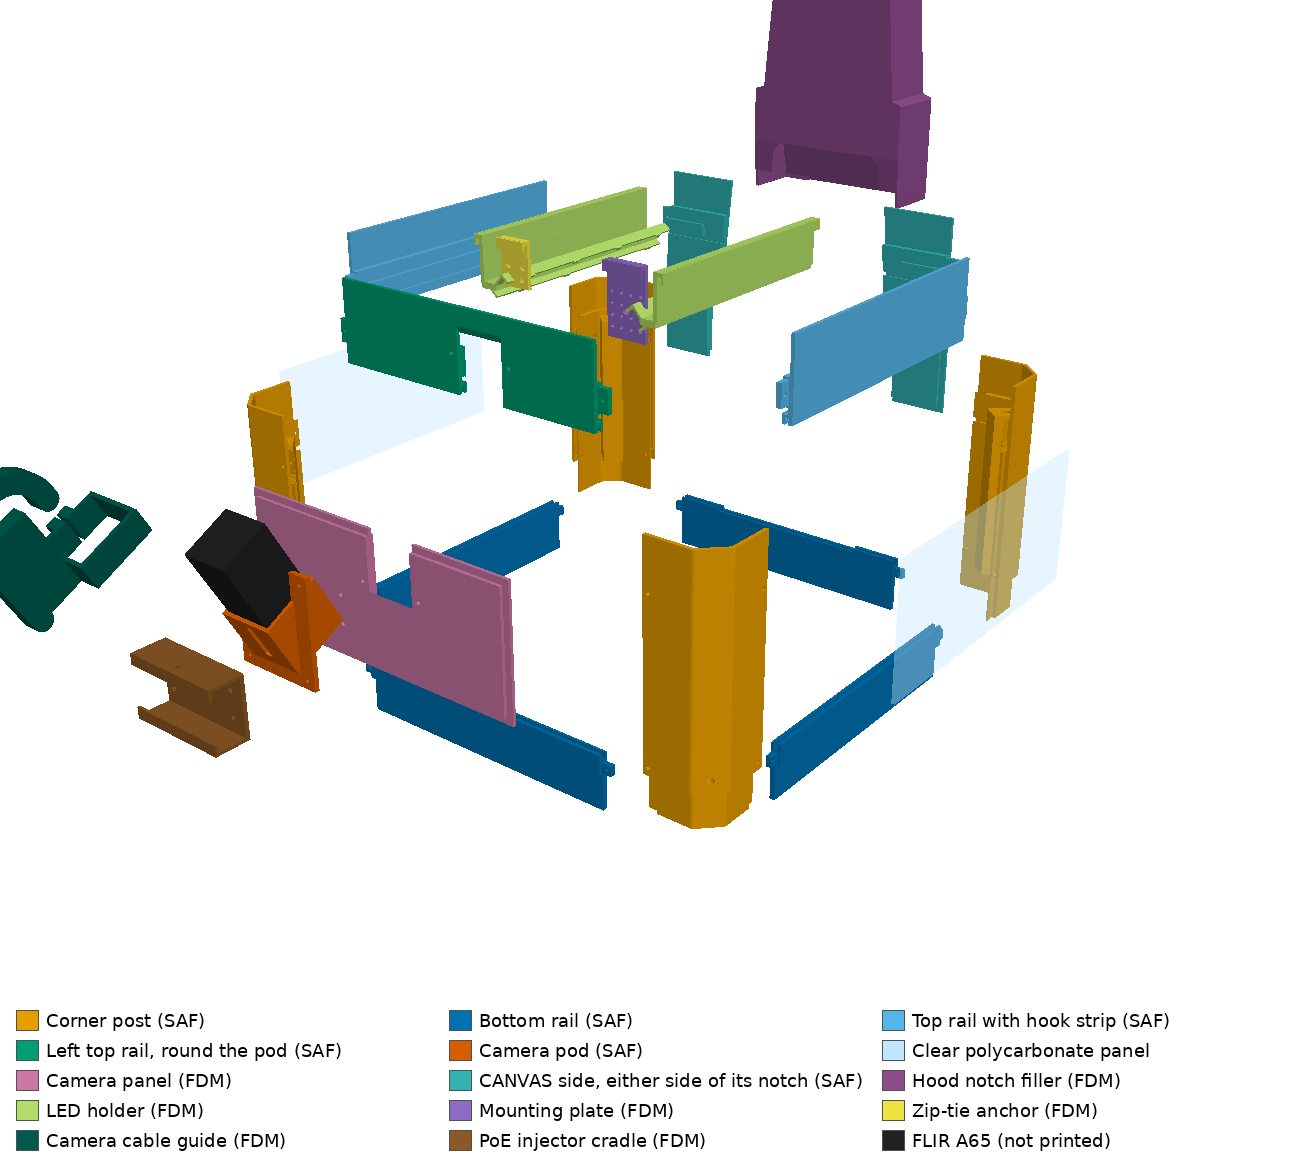 Corner post (SAF)
Bottom rail (SAF)
Top rail with hook strip (SAF)
Left top rail, round the pod (SAF)
Camera pod (SAF)
Clear polycarbonate panel
Camera panel (FDM)
CANVAS side, either side of its notch (SAF)
Hood notch filler (FDM)
LED holder (FDM)
Mounting plate (FDM)
Zip-tie anchor (FDM)
Camera cable guide (FDM)
PoE injector cradle (FDM)
FLIR A65 (not printed)